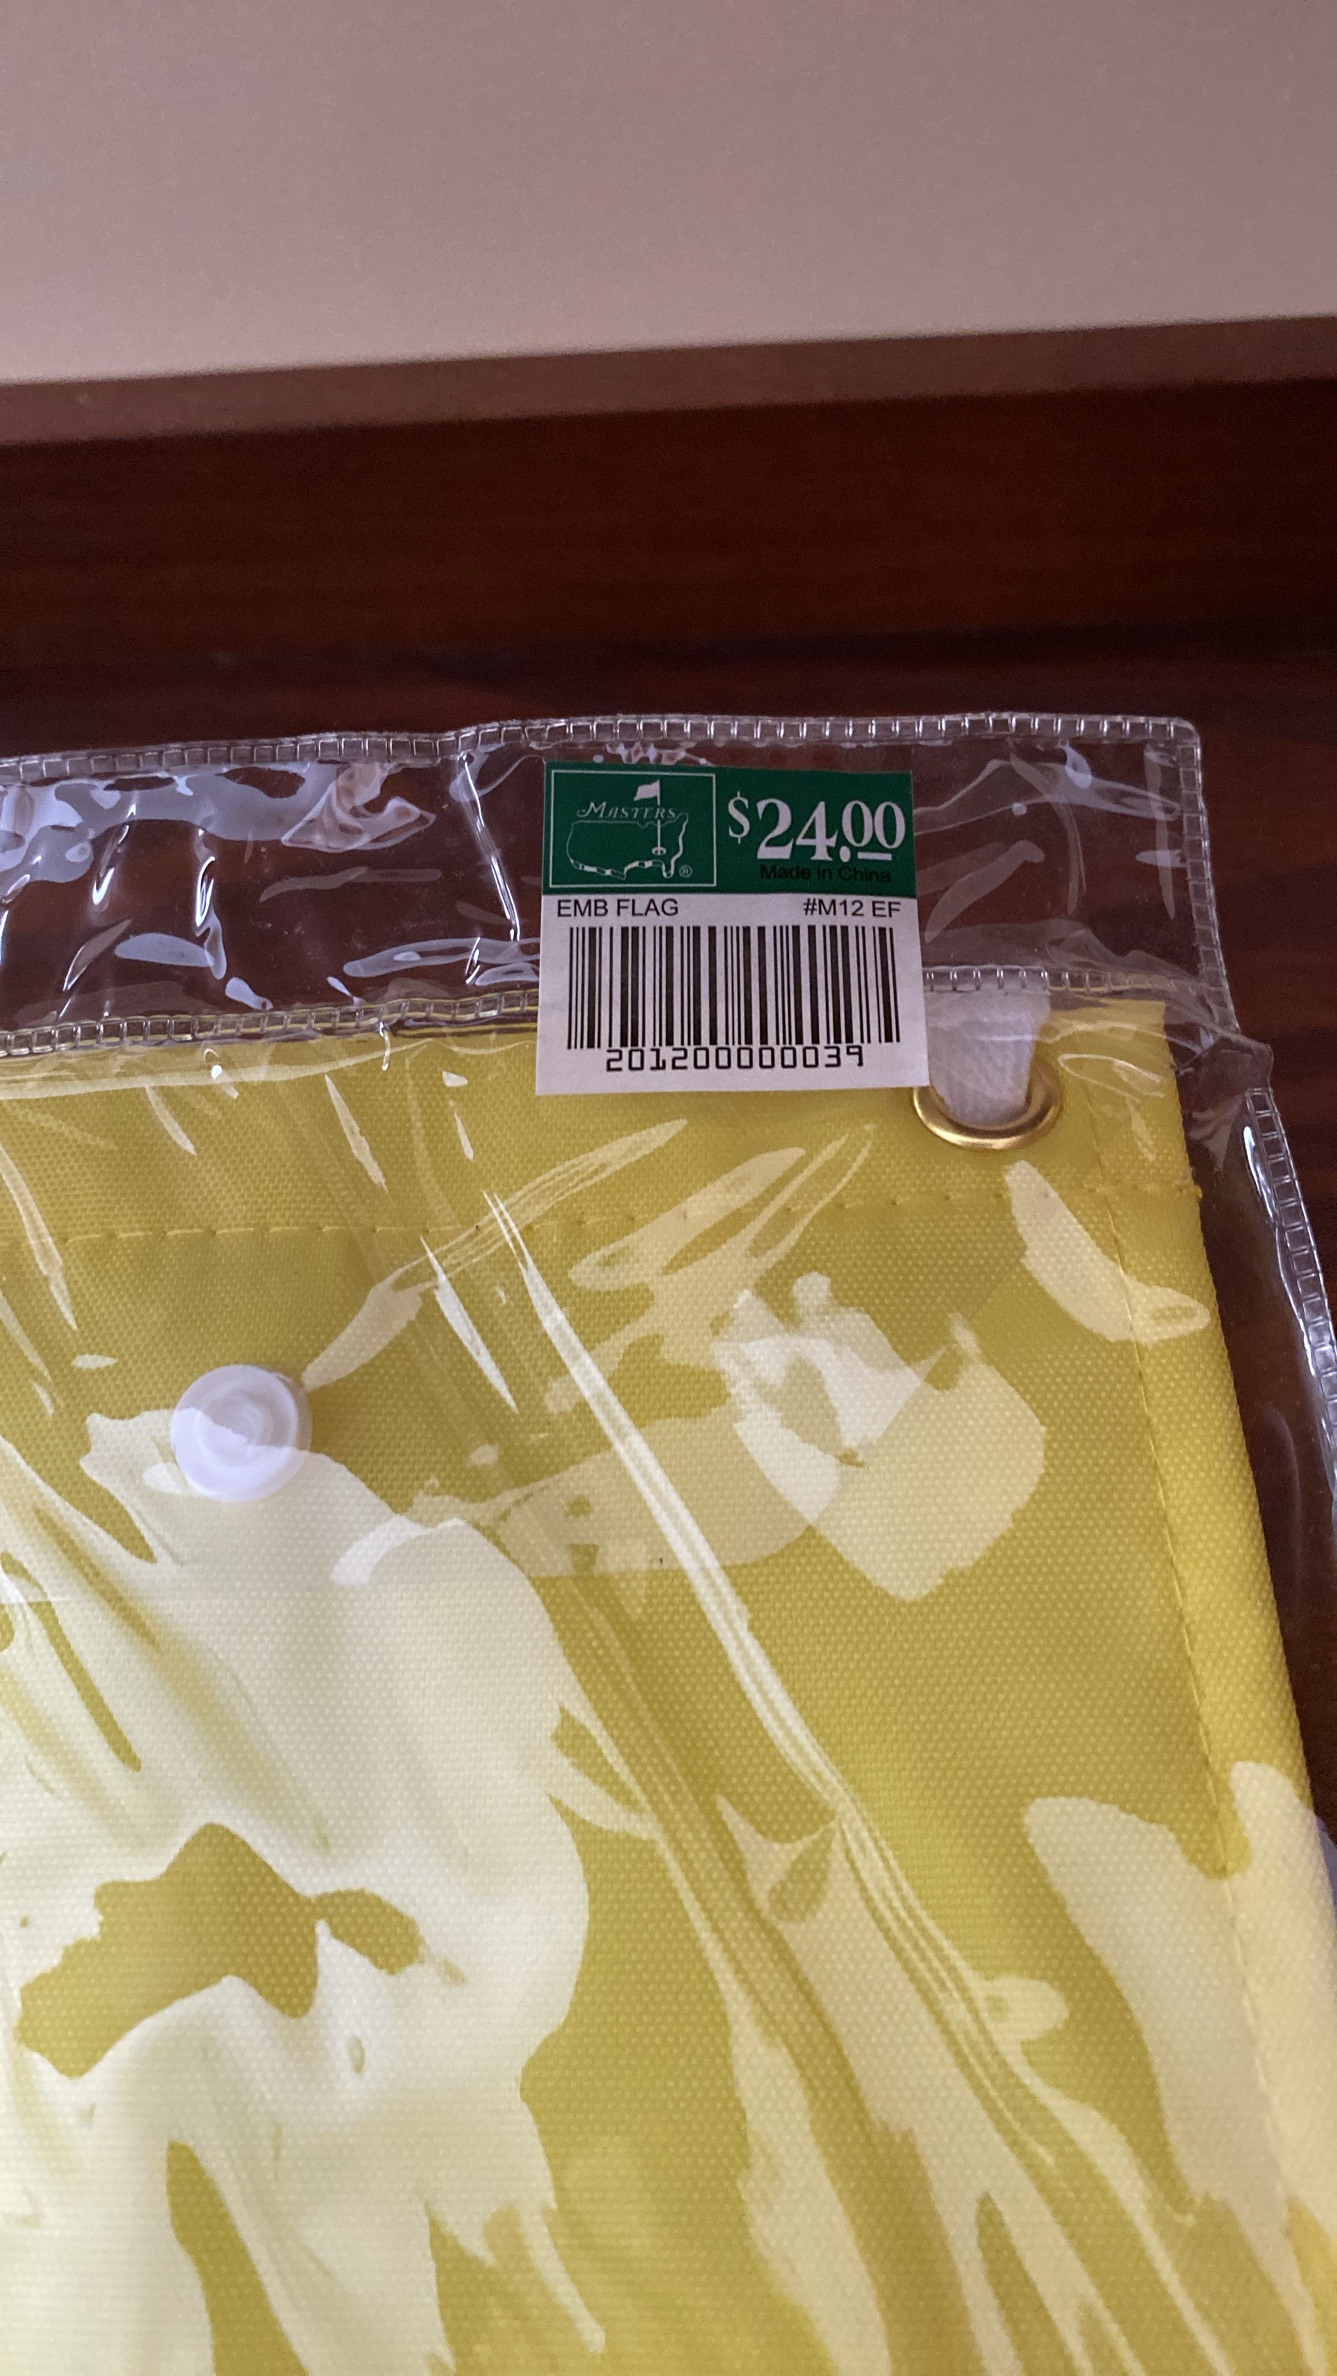 MASTERS
®
$24.00
Made in China
EMB FLAG #M12 EF
201200000039